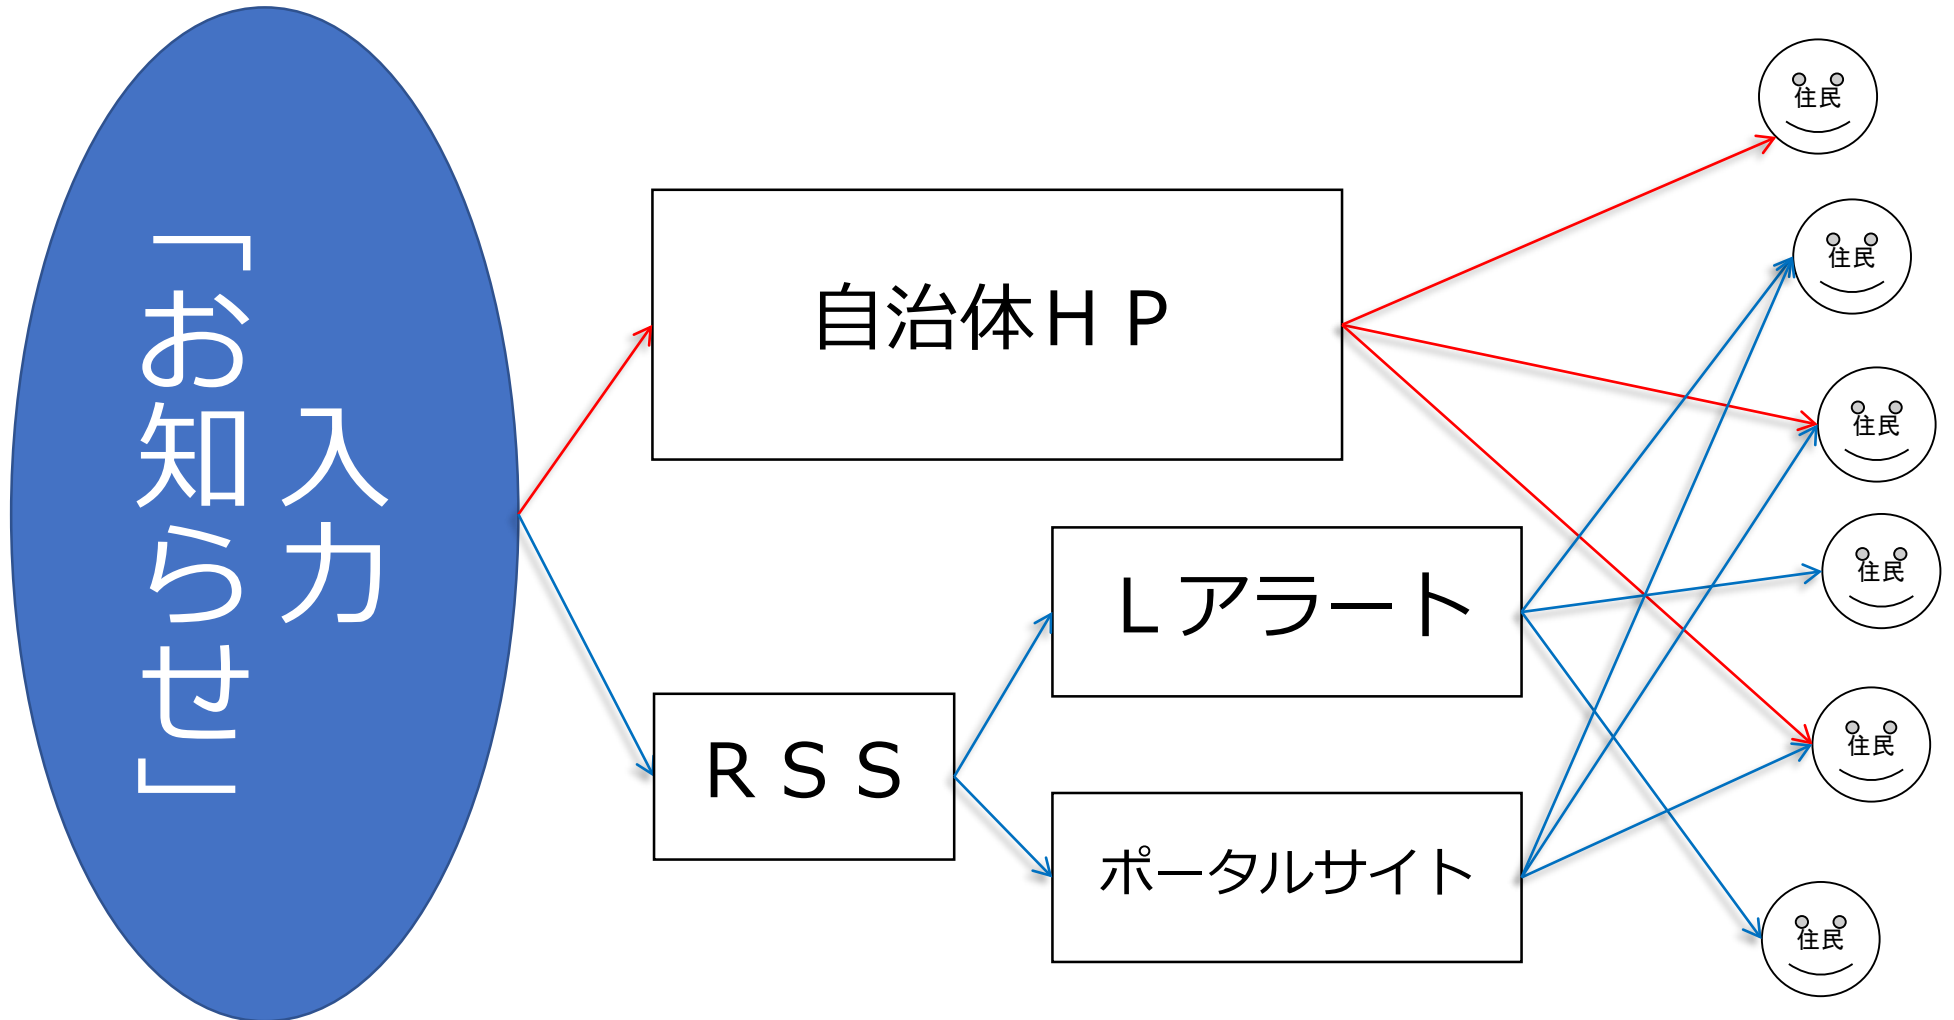 「お知らせ」
入力
自治体ＨＰ
Ｌアラート
ＲＳＳ
ポータルサイト
住民
住民
住民
住民
住民
住民